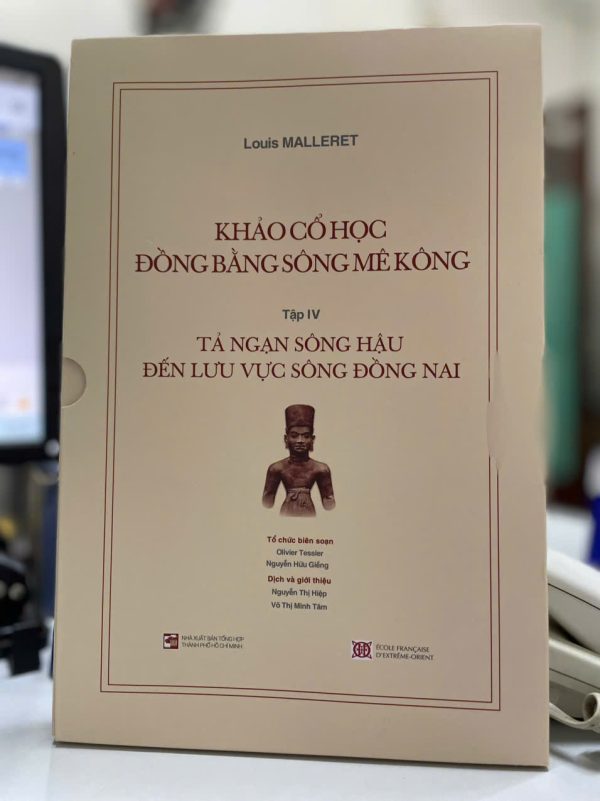 Louis MALLERET
KHẢO CỔ HỌC
ĐỒNG BẰNG SÔNG MÊ KÔNG
Tập IV
TẢ NGẠN SÔNG HẬU
ĐẾN LƯU VỰC SÔNG ĐỒNG NAI
Tổ chức biên soạn
Olivier Tessier
Nguyễn Hữu Giềng
Dịch và giới thiệu
Nguyễn Thị Hiệp
Võ Thị Minh Tâm
NHÀ XUẤT BẢN TỔNG HỢP
THÀNH PHỐ HỒ CHÍ MINH
ÉCOLE FRANÇAISE
D'EXTRÊME-ORIENT